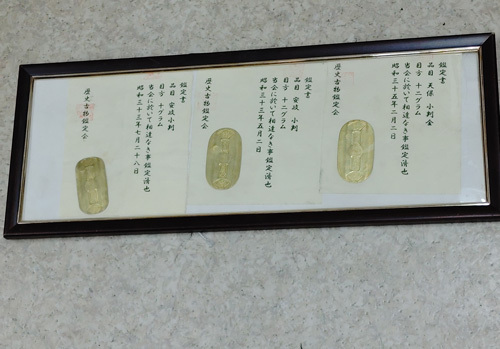 鑑定書
品目 天保 小判金
目方 十二グラム
当会に於いて相違なき事鑑定済也
昭和三十五年二月二日
歴史古物鑑定会
鑑定書
品目 安政 小判
目方 十二グラム
当会に於いて相違なき事鑑定済也
昭和三十三年五月二日
歴史古物鑑定会
鑑定書
品目 安政 小判
目方 十グラム
当会に於いて相違なき事鑑定済也
昭和三十三年七月二十八日
歴史古物鑑定会